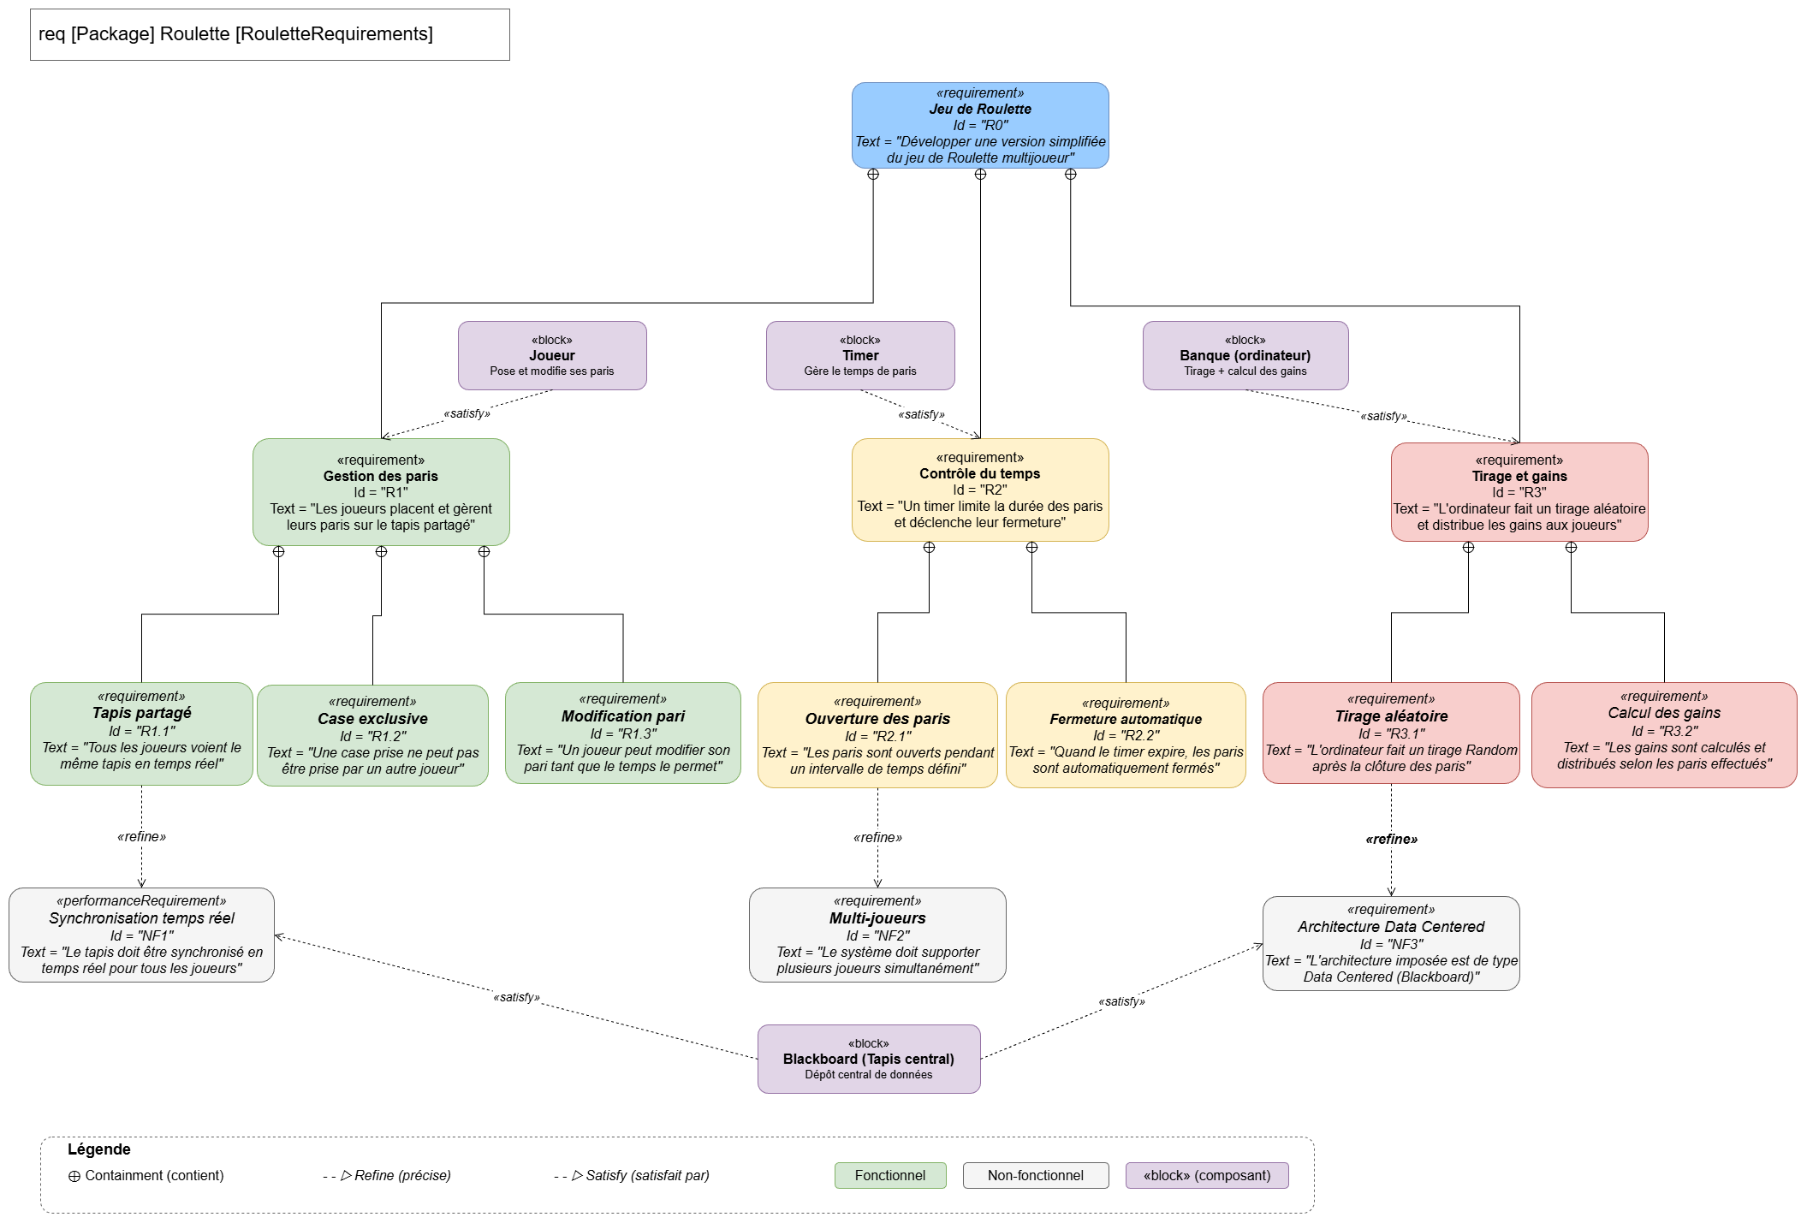 req [Package] Roulette [RouletteRequirements]
«requirement»
Jeu de Roulette
Id = "R0"
Text = "Développer une version simplifiée
du jeu de Roulette multijoueur"
«block»
Joueur
Pose et modifie ses paris
«block»
Timer
Gère le temps de paris
«block»
Banque (ordinateur)
Tirage + calcul des gains
«satisfy»
«satisfy»
«satisfy»
«requirement»
Gestion des paris
Id = "R1"
Text = "Les joueurs placent et gèrent
leurs paris sur le tapis partagé"
«requirement»
Contrôle du temps
Id = "R2"
Text = "Un timer limite la durée des paris
et déclenche leur fermeture"
«requirement»
Tirage et gains
Id = "R3"
Text = "L'ordinateur fait un tirage aléatoire
et distribue les gains aux joueurs"
«requirement»
Tapis partagé
Id = "R1.1"
Text = "Tous les joueurs voient le
même tapis en temps réel"
«requirement»
Case exclusive
Id = "R1.2"
Text = "Une case prise ne peut pas
être prise par un autre joueur"
«requirement»
Modification pari
Id = "R1.3"
Text = "Un joueur peut modifier son
pari tant que le temps le permet"
«requirement»
Ouverture des paris
Id = "R2.1"
Text = "Les paris sont ouverts pendant
un intervalle de temps défini"
«requirement»
Fermeture automatique
Id = "R2.2"
Text = "Quand le timer expire, les paris
sont automatiquement fermés"
«requirement»
Tirage aléatoire
Id = "R3.1"
Text = "L'ordinateur fait un tirage Random
après la clôture des paris"
«requirement»
Calcul des gains
Id = "R3.2"
Text = "Les gains sont calculés et
distribués selon les paris effectués"
«refine»
«refine»
«refine»
«performanceRequirement»
Synchronisation temps réel
Id = "NF1"
Text = "Le tapis doit être synchronisé en
temps réel pour tous les joueurs"
«requirement»
Multi-joueurs
Id = "NF2"
Text = "Le système doit supporter
plusieurs joueurs simultanément"
«requirement»
Architecture Data Centered
Id = "NF3"
Text = "L'architecture imposée est de type
Data Centered (Blackboard)"
«satisfy»
«satisfy»
«block»
Blackboard (Tapis central)
Dépôt central de données
Légende
⊕ Containment (contient)
- - ▷ Refine (précise)
- - ▷ Satisfy (satisfait par)
Fonctionnel
Non-fonctionnel
«block» (composant)